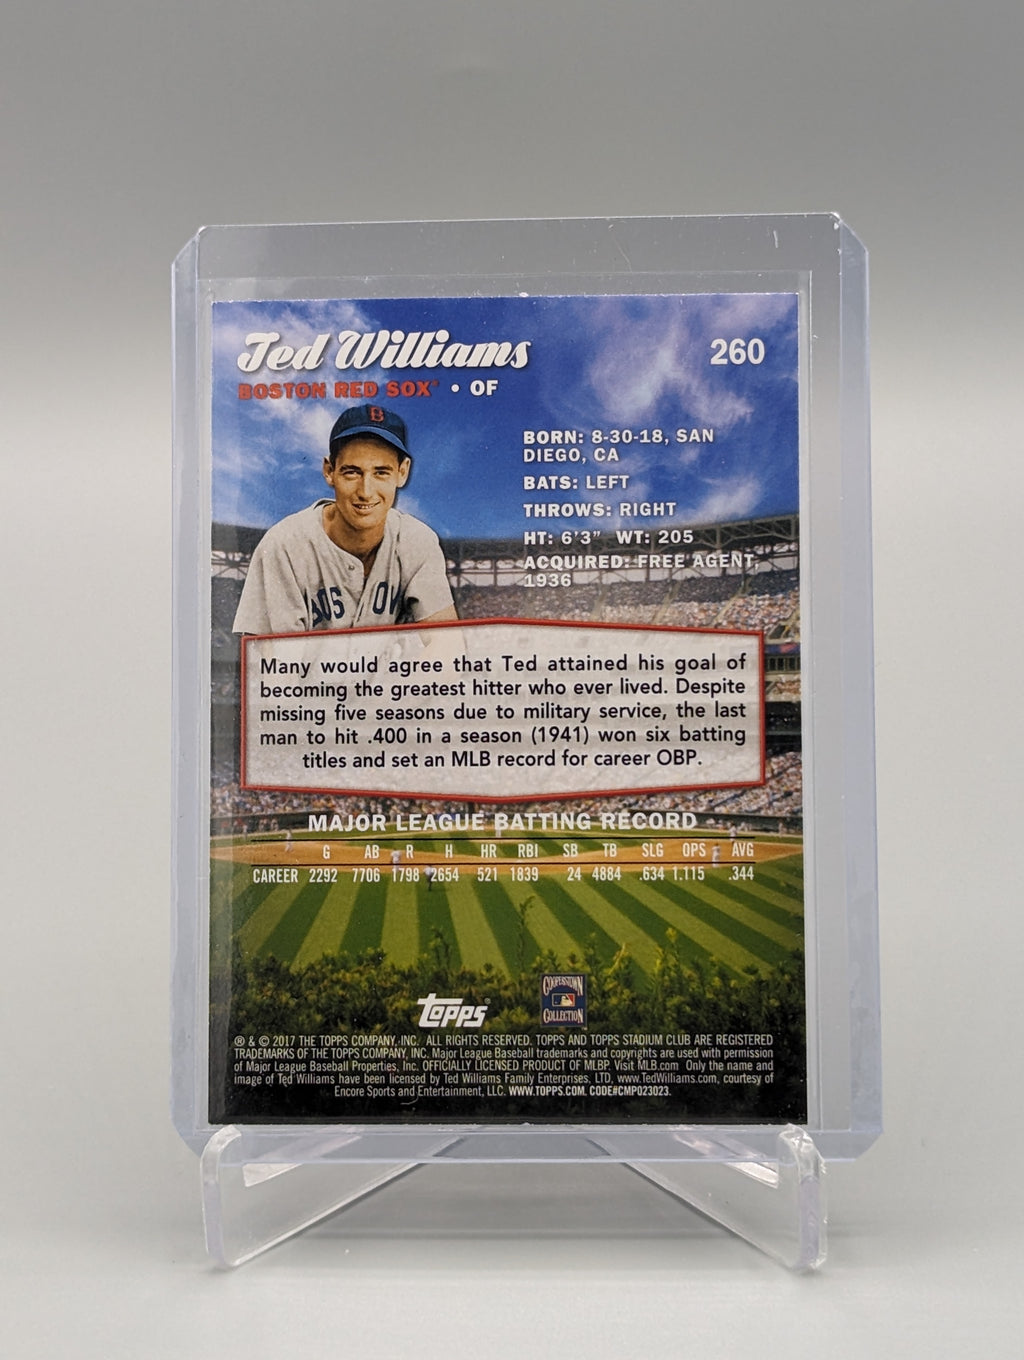 Ted Williams
260
BOSTON RED SOX • OF
B
BORN: 8-30-18, SAN
DIEGO, CA
BATS: LEFT
THROWS: RIGHT
HT: 6'3" WT: 205
ACQUIRED: FREE AGENT,
1936
BOSTON
Many would agree that Ted attained his goal of
becoming the greatest hitter who ever lived. Despite
missing five seasons due to military service, the last
man to hit .400 in a season (1941) won six batting
titles and set an MLB record for career OBP.
MAJOR LEAGUE BATTING RECORD
G AB R H HR RBI SB TB SLG OPS AVG
CAREER 2292 7706 1798 2654 521 1839 24 4884 .634 1.115 .344
Topps®
COOPERSTOWN
COLLECTION
® & © 2017 THE TOPPS COMPANY, INC. ALL RIGHTS RESERVED. TOPPS AND TOPPS STADIUM CLUB ARE REGISTERED
TRADEMARKS OF THE TOPPS COMPANY, INC. Major League Baseball trademarks and copyrights are used with permission
of Major League Baseball Properties, Inc. OFFICIALLY LICENSED PRODUCT OF MLBP. Visit MLB.com Only the name and
image of Ted Williams have been licensed by Ted Williams Family Enterprises, LTD, www.TedWilliams.com, courtesy of
Encore Sports and Entertainment, LLC. WWW.TOPPS.COM. CODE#CMP023023.